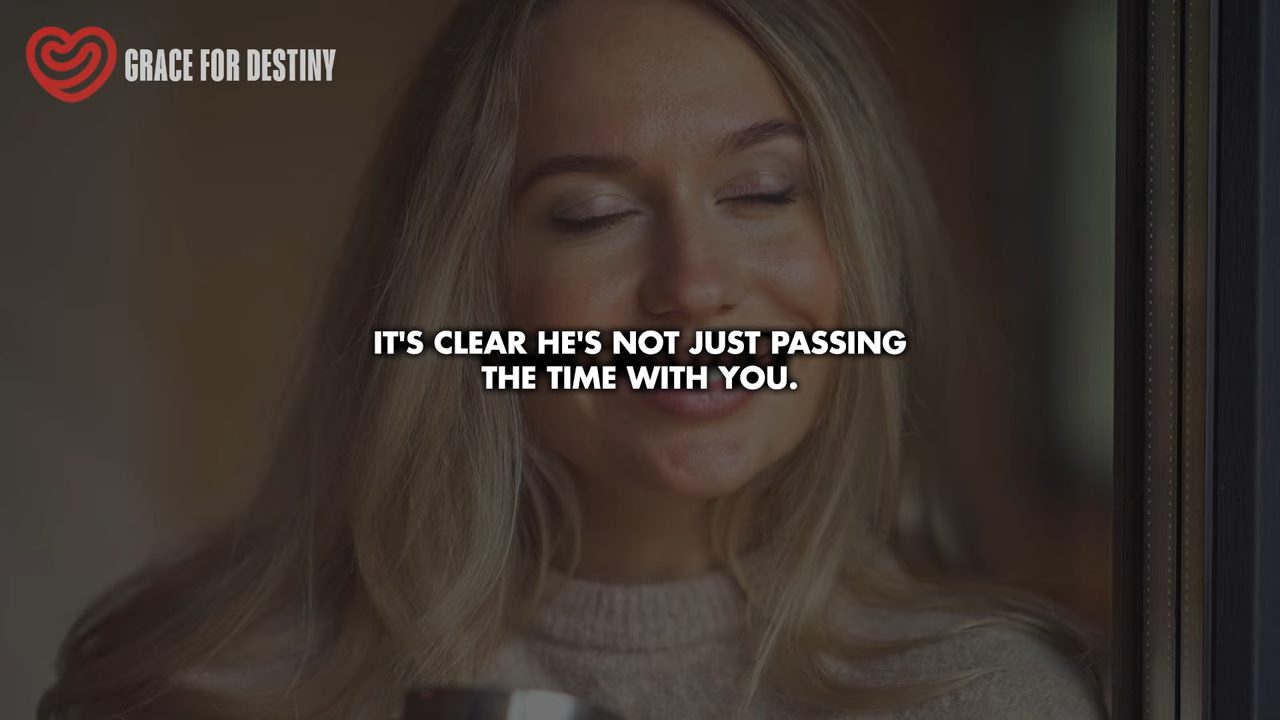 GRACE FOR DESTINY
IT'S CLEAR HE'S NOT JUST PASSING
THE TIME WITH YOU.